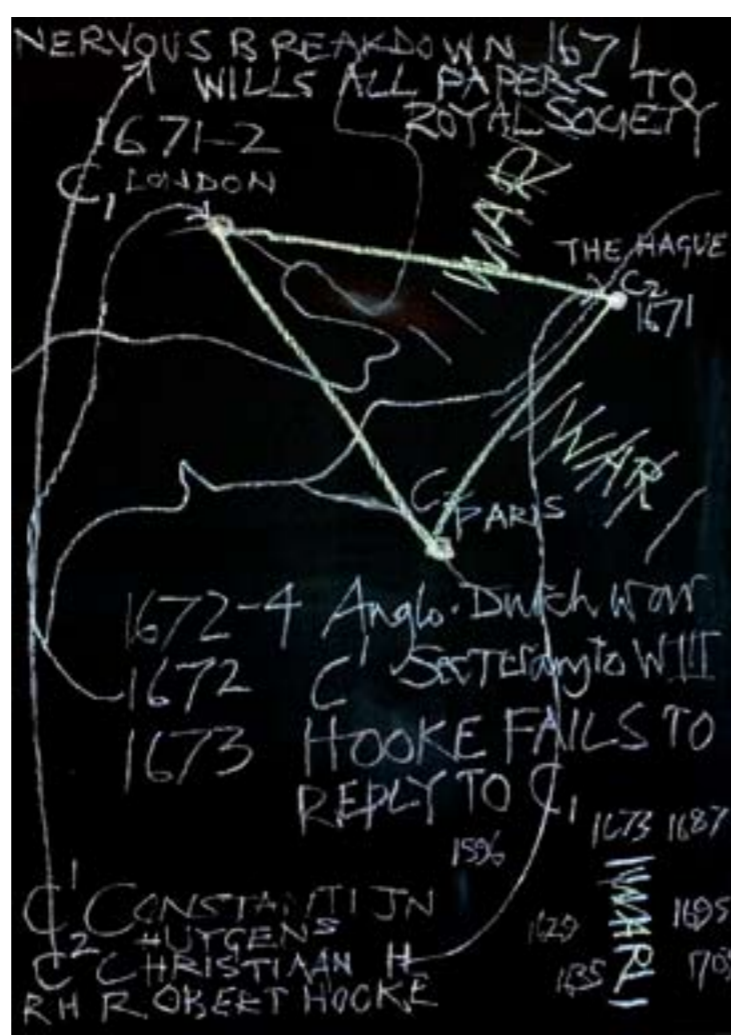 NERVOUS BREAKDOWN 1671
WILLS ALL PAPERS TO
ROYAL SOCIETY
1671-2
C1 LONDON
WAR
THE HAGUE
C2
1671
WAR
C
PARIS
1672-4 Anglo-Dutch war
1672 C1 Secretary to W III
1673 HOOKE FAILS TO
REPLY TO C1
1596
1673 1687
WAR
1629
1695
1635
C1 CONSTANTIJN
HUYGENS
C2 CHRISTIAAN H
RH ROBERT HOOKE